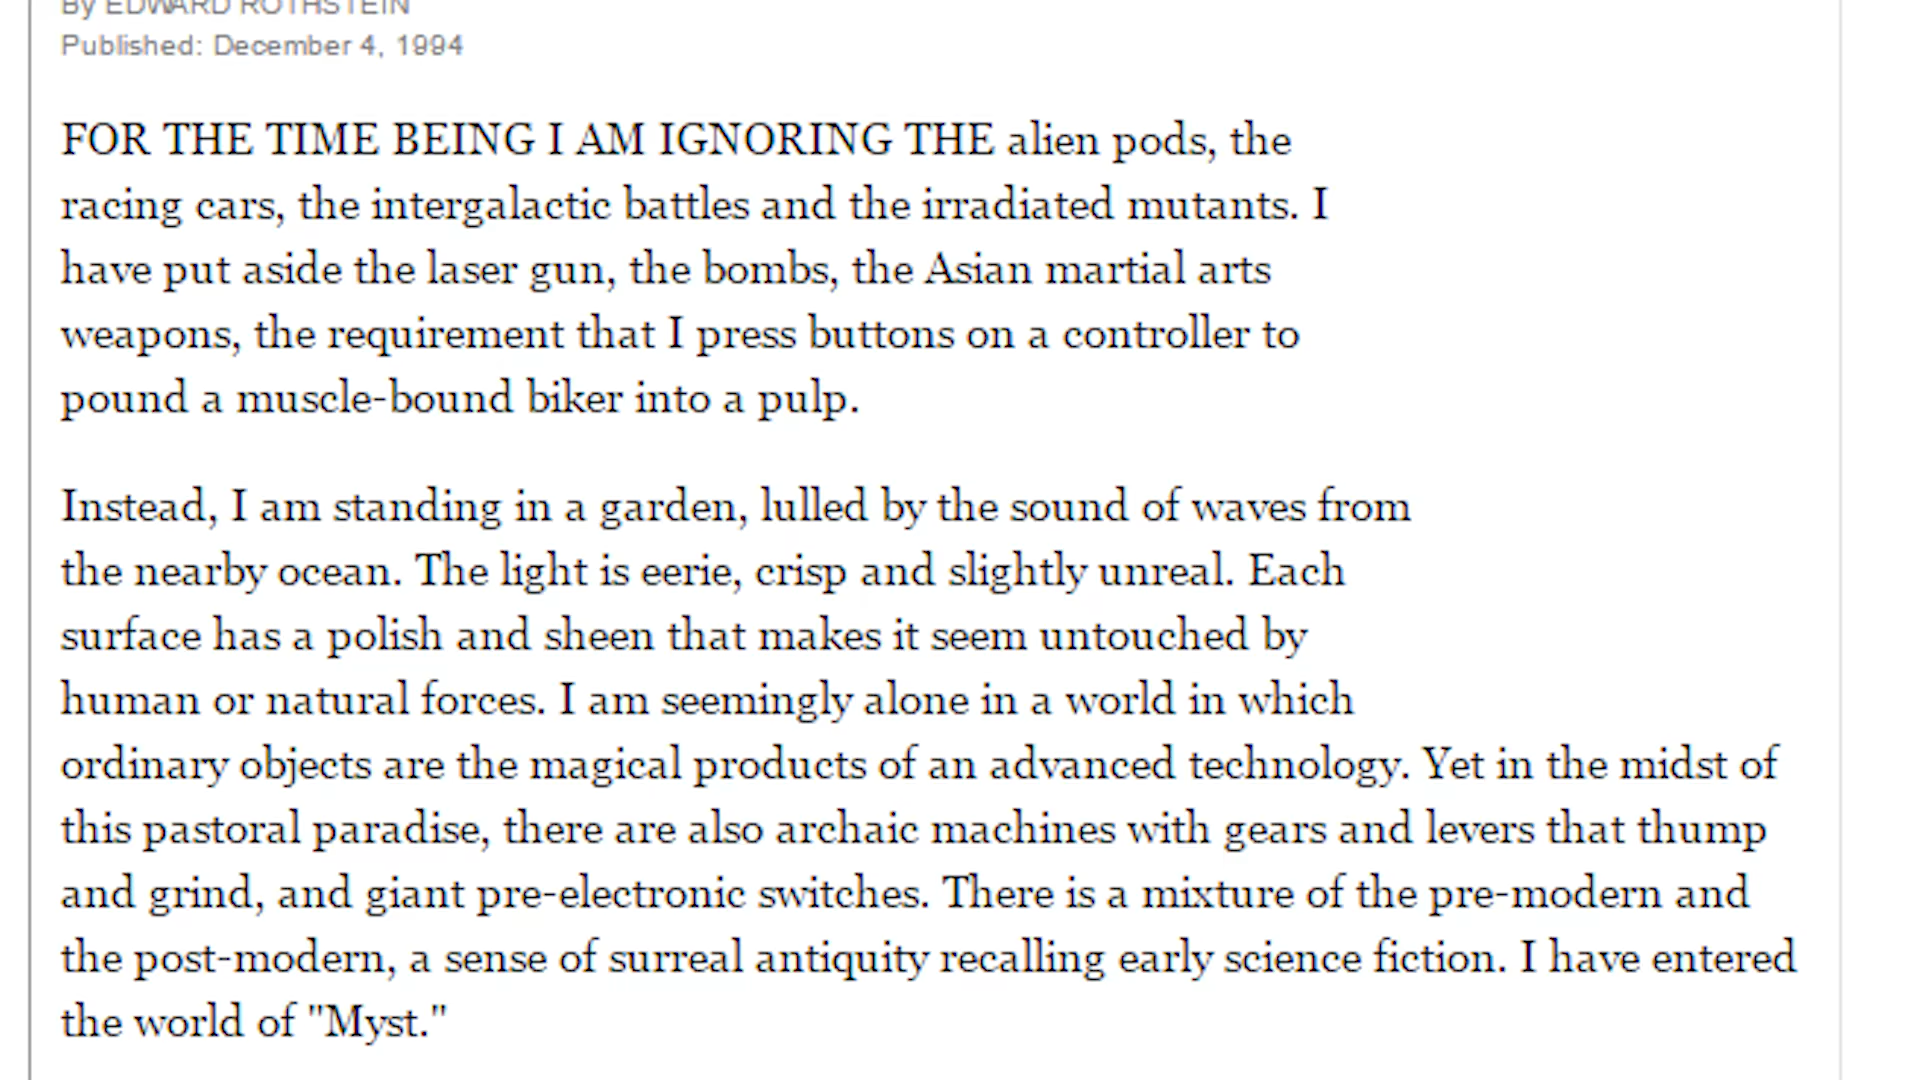 By EDWARD ROTHSTEIN
Published: December 4, 1994
FOR THE TIME BEING I AM IGNORING THE alien pods, the
racing cars, the intergalactic battles and the irradiated mutants. I
have put aside the laser gun, the bombs, the Asian martial arts
weapons, the requirement that I press buttons on a controller to
pound a muscle-bound biker into a pulp.
Instead, I am standing in a garden, lulled by the sound of waves from
the nearby ocean. The light is eerie, crisp and slightly unreal. Each
surface has a polish and sheen that makes it seem untouched by
human or natural forces. I am seemingly alone in a world in which
ordinary objects are the magical products of an advanced technology. Yet in the midst of
this pastoral paradise, there are also archaic machines with gears and levers that thump
and grind, and giant pre-electronic switches. There is a mixture of the pre-modern and
the post-modern, a sense of surreal antiquity recalling early science fiction. I have entered
the world of "Myst."